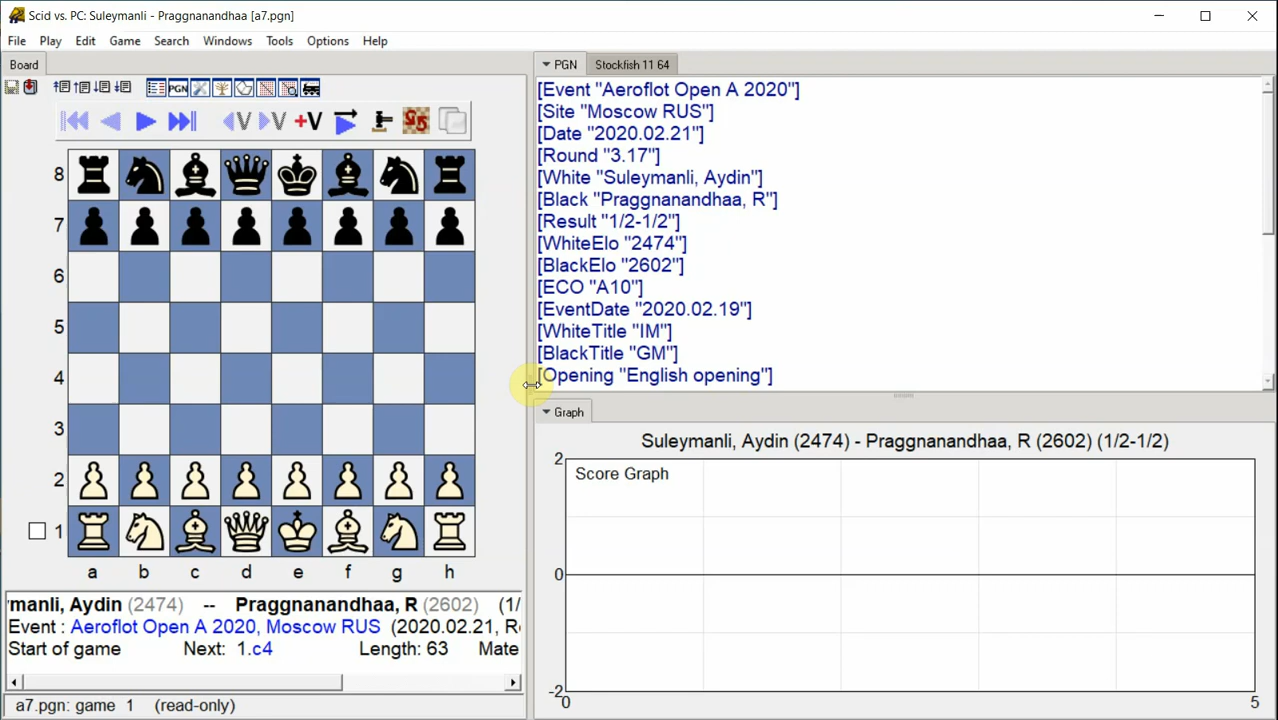 Scid vs. PC: Suleymanli - Praggnanandhaa [a7.pgn]
File Play Edit Game Search Windows Tools Options Help
Board
PGN
V V +V
8
7
6
5
4
3
2
1
a b c d e f g h
manli, Aydin (2474) -- Praggnanandhaa, R (2602) (1/
Event : Aeroflot Open A 2020, Moscow RUS (2020.02.21, R
Start of game Next: 1.c4 Length: 63 Mate
a7.pgn: game 1 (read-only)
PGN Stockfish 11 64
[Event "Aeroflot Open A 2020"]
[Site "Moscow RUS"]
[Date "2020.02.21"]
[Round "3.17"]
[White "Suleymanli, Aydin"]
[Black "Praggnanandhaa, R"]
[Result "1/2-1/2"]
[WhiteElo "2474"]
[BlackElo "2602"]
[ECO "A10"]
[EventDate "2020.02.19"]
[WhiteTitle "IM"]
[BlackTitle "GM"]
[Opening "English opening"]
Graph
Suleymanli, Aydin (2474) - Praggnanandhaa, R (2602) (1/2-1/2)
2
Score Graph
0
-2
0 5